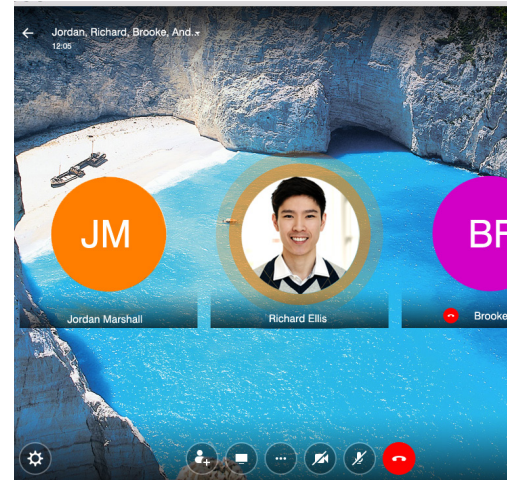 Jordan, Richard, Brooke, And..
12:05
JM
BF
Jordan Marshall
Richard Ellis
Brooke